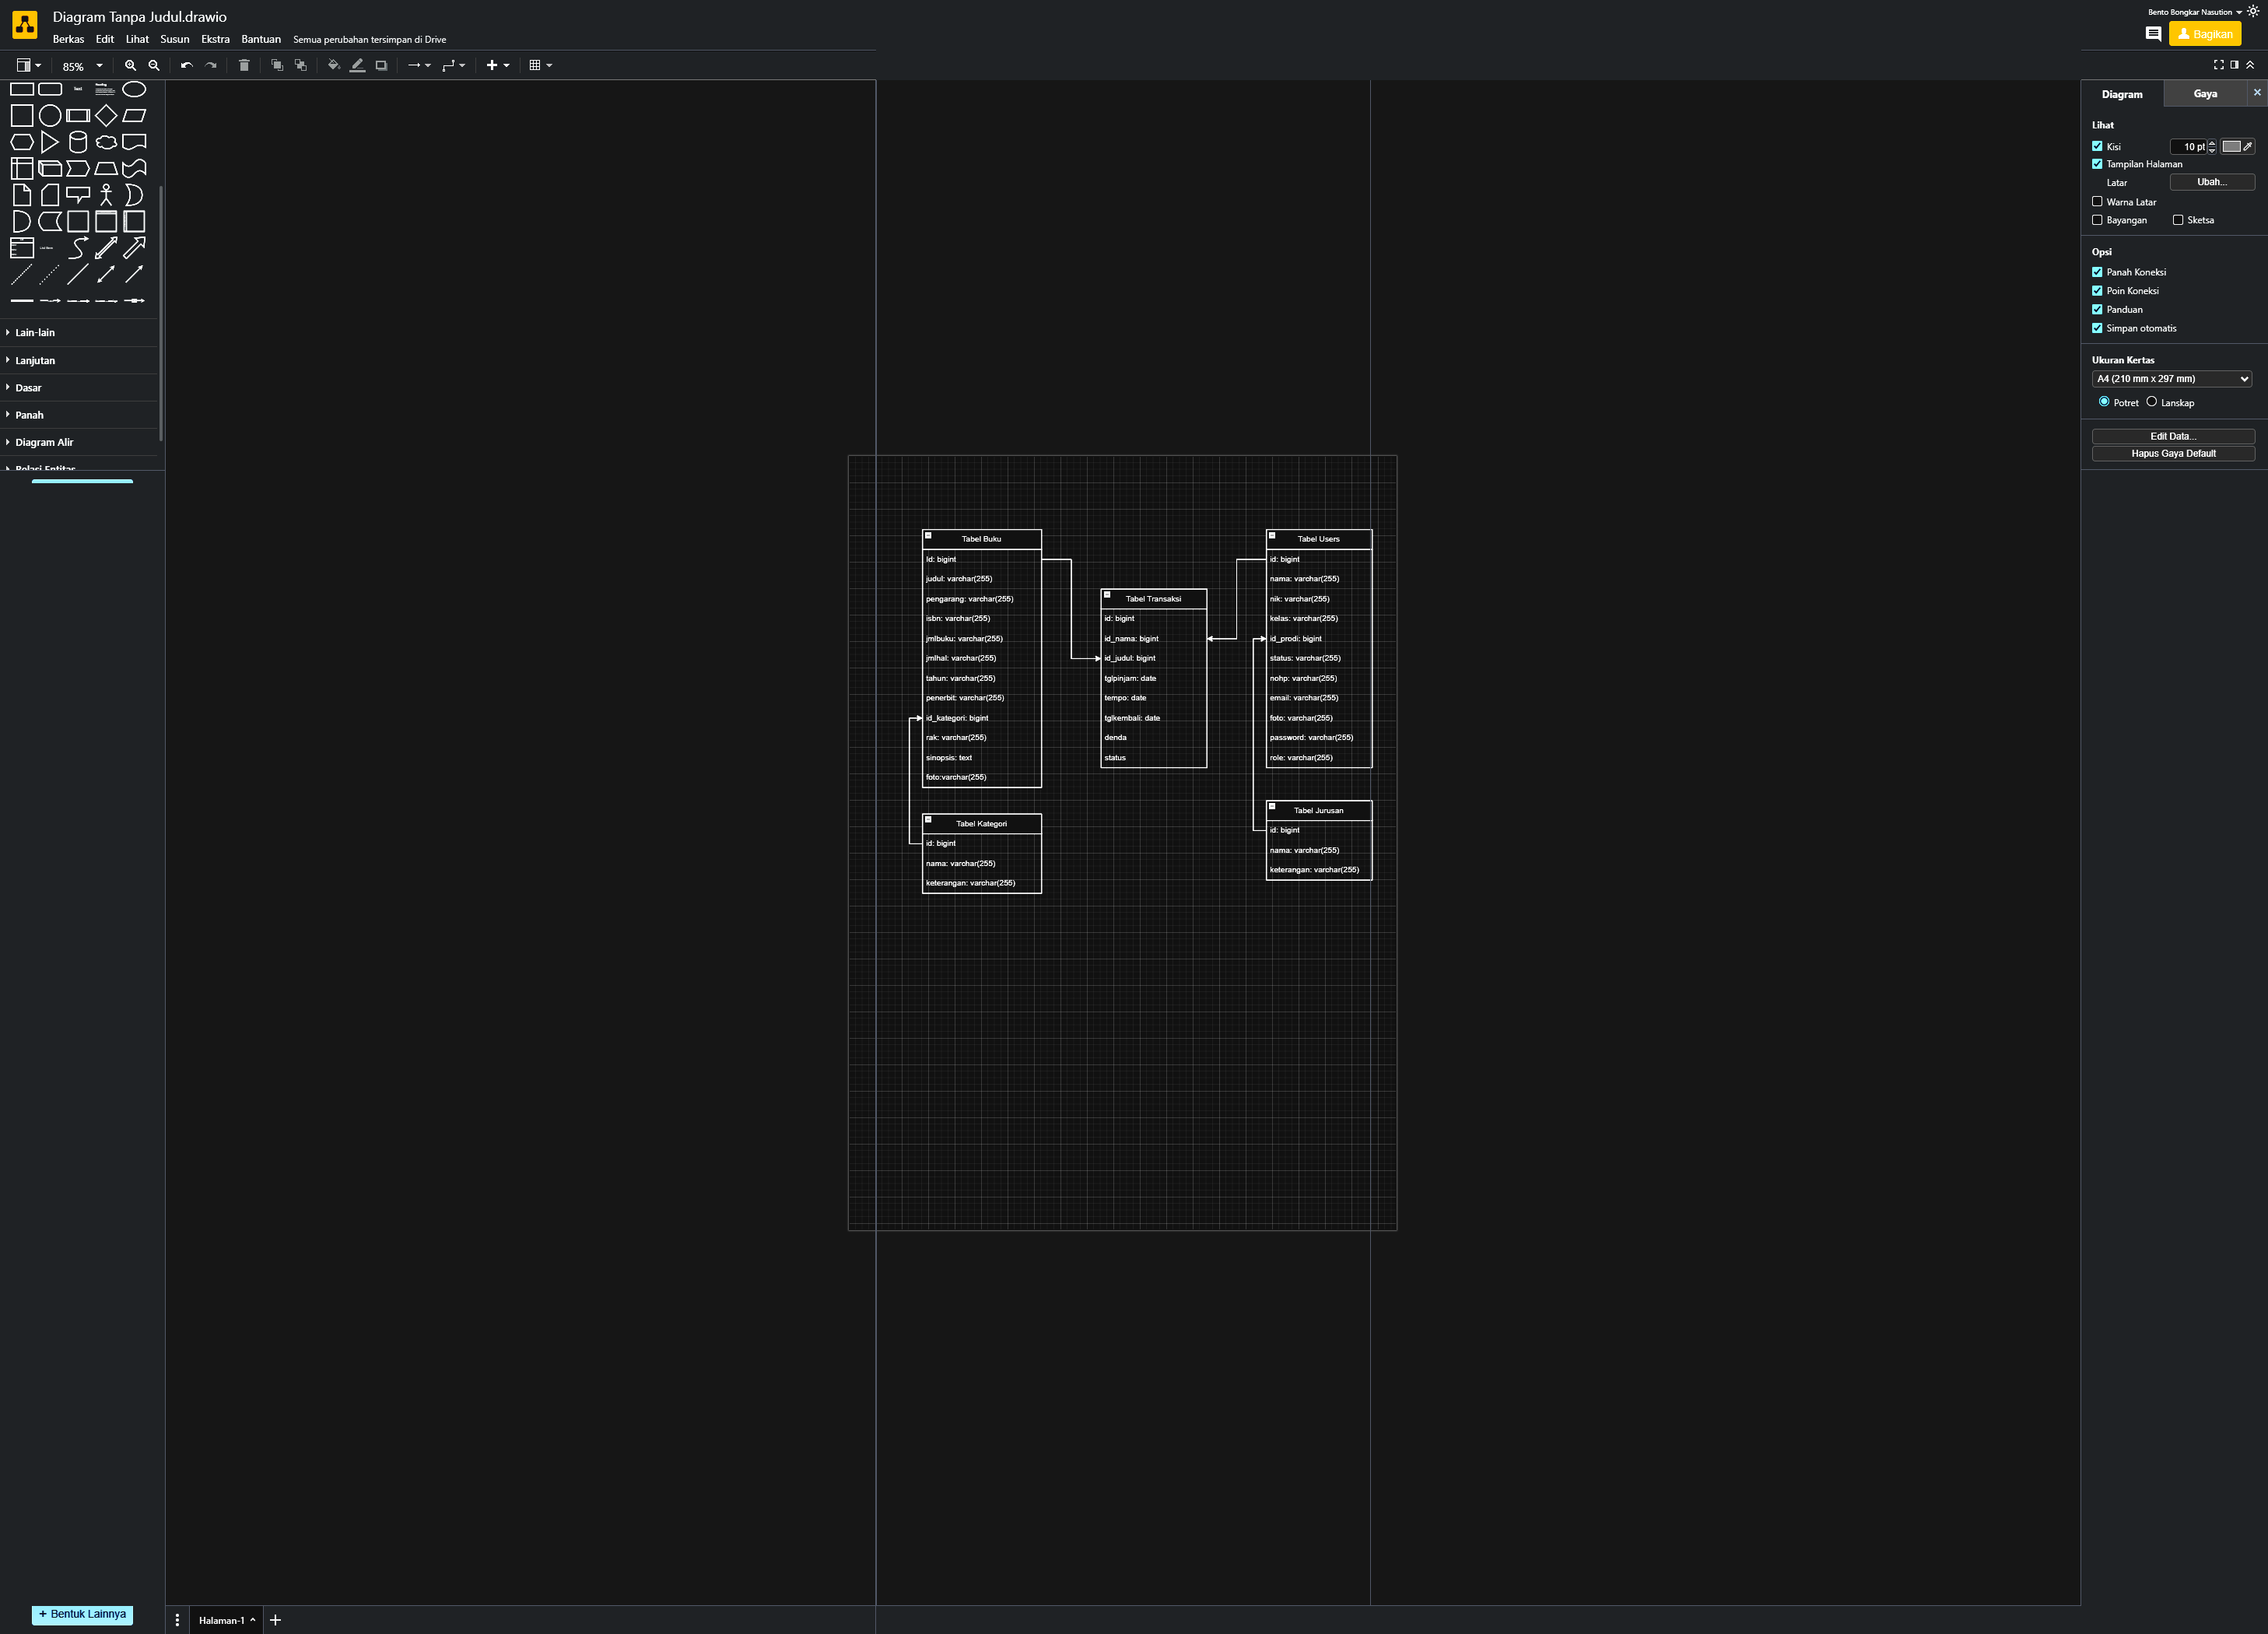 Diagram Tanpa Judul.drawio
Bento Bongkar Nasution
Berkas Edit Lihat Susun Ekstra Bantuan Semua perubahan tersimpan di Drive
Bagikan
85%
Text
Heading
Lain-lain
Lanjutan
Dasar
Panah
Diagram Alir
Relasi Entitas
+ Bentuk Lainnya
Tabel Buku
Id: bigint
judul: varchar(255)
pengarang: varchar(255)
isbn: varchar(255)
jmlbuku: varchar(255)
jmlhal: varchar(255)
tahun: varchar(255)
penerbit: varchar(255)
id_kategori: bigint
rak: varchar(255)
sinopsis: text
foto:varchar(255)
Tabel Kategori
id: bigint
nama: varchar(255)
keterangan: varchar(255)
Tabel Transaksi
id: bigint
id_nama: bigint
id_judul: bigint
tglpinjam: date
tempo: date
tglkembali: date
denda
status
Tabel Users
id: bigint
nama: varchar(255)
nik: varchar(255)
kelas: varchar(255)
id_prodi: bigint
status: varchar(255)
nohp: varchar(255)
email: varchar(255)
foto: varchar(255)
password: varchar(255)
role: varchar(255)
Tabel Jurusan
id: bigint
nama: varchar(255)
keterangan: varchar(255)
Diagram Gaya
Lihat
Kisi 10 pt
Tampilan Halaman
Latar Ubah...
Warna Latar
Bayangan Sketsa
Opsi
Panah Koneksi
Poin Koneksi
Panduan
Simpan otomatis
Ukuran Kertas
A4 (210 mm x 297 mm)
Potret Lanskap
Edit Data...
Hapus Gaya Default
Halaman-1